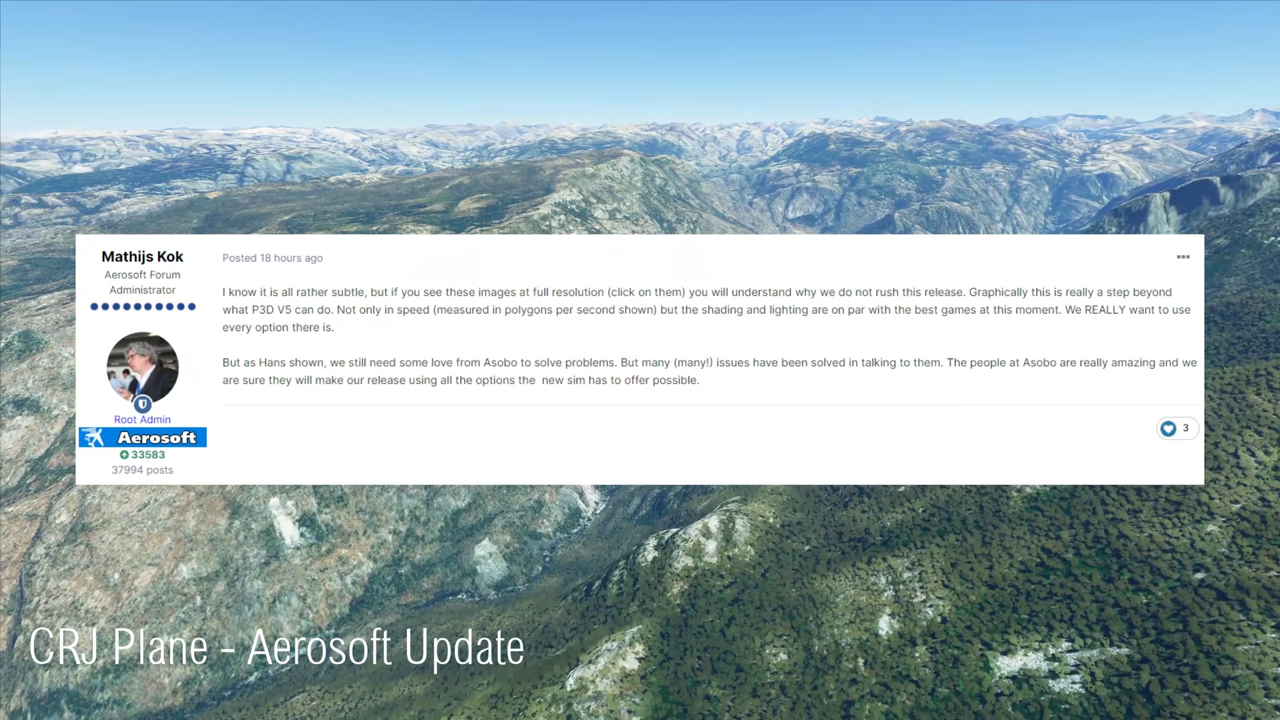 Mathijs Kok
Aerosoft Forum
Administrator
Root Admin
Aerosoft
33583
37994 posts
Posted 18 hours ago
I know it is all rather subtle, but if you see these images at full resolution (click on them) you will understand why we do not rush this release. Graphically this is really a step beyond
what P3D V5 can do. Not only in speed (measured in polygons per second shown) but the shading and lighting are on par with the best games at this moment. We REALLY want to use
every option there is.
But as Hans shown, we still need some love from Asobo to solve problems. But many (many!) issues have been solved in talking to them. The people at Asobo are really amazing and we
are sure they will make our release using all the options the  new sim has to offer possible.
3
CRJ Plane - Aerosoft Update